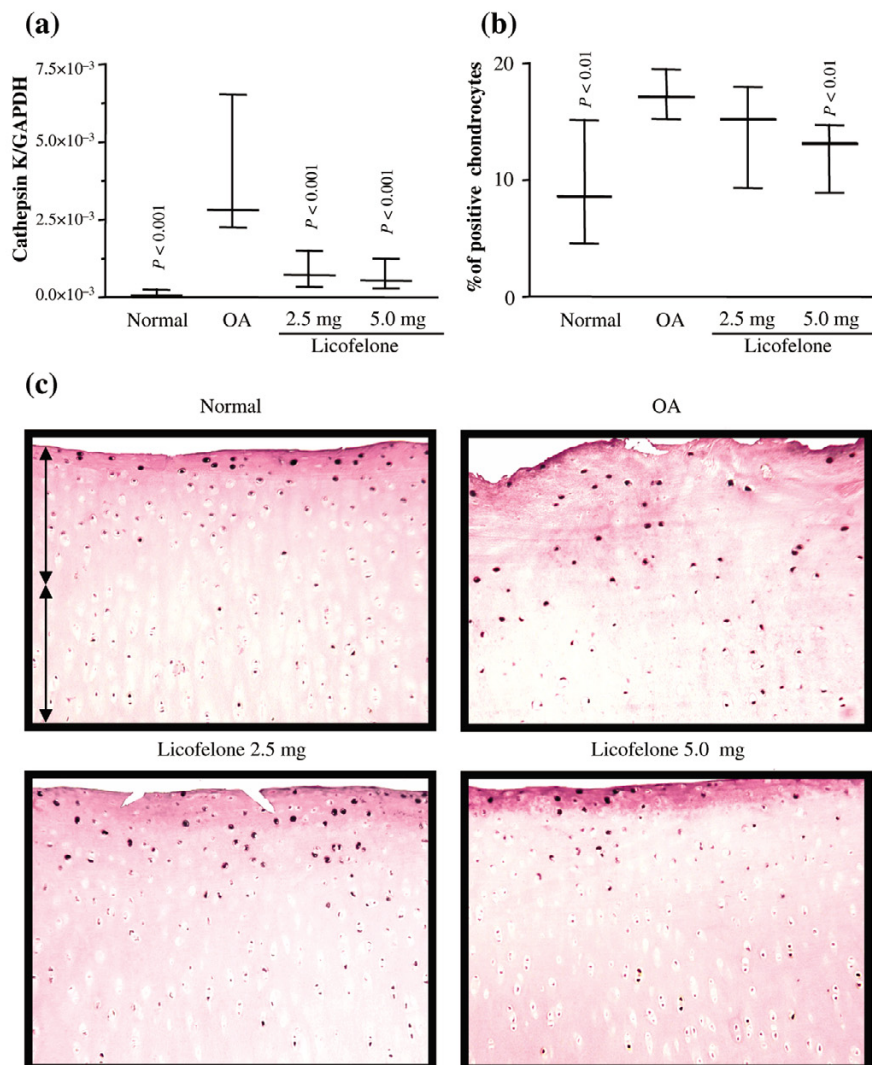 (a)
Cathepsin K/GAPDH
7.5×10⁻³
5.0×10⁻³
2.5×10⁻³
0.0×10⁻³
P < 0.001
P < 0.001
P < 0.001
Normal OA 2.5 mg 5.0 mg
Licofelone
(b)
%of positive chondrocytes
20
10
0
P < 0.01
P < 0.01
Normal OA 2.5 mg 5.0 mg
Licofelone
(c)
Normal OA
Licofelone 2.5 mg Licofelone 5.0 mg